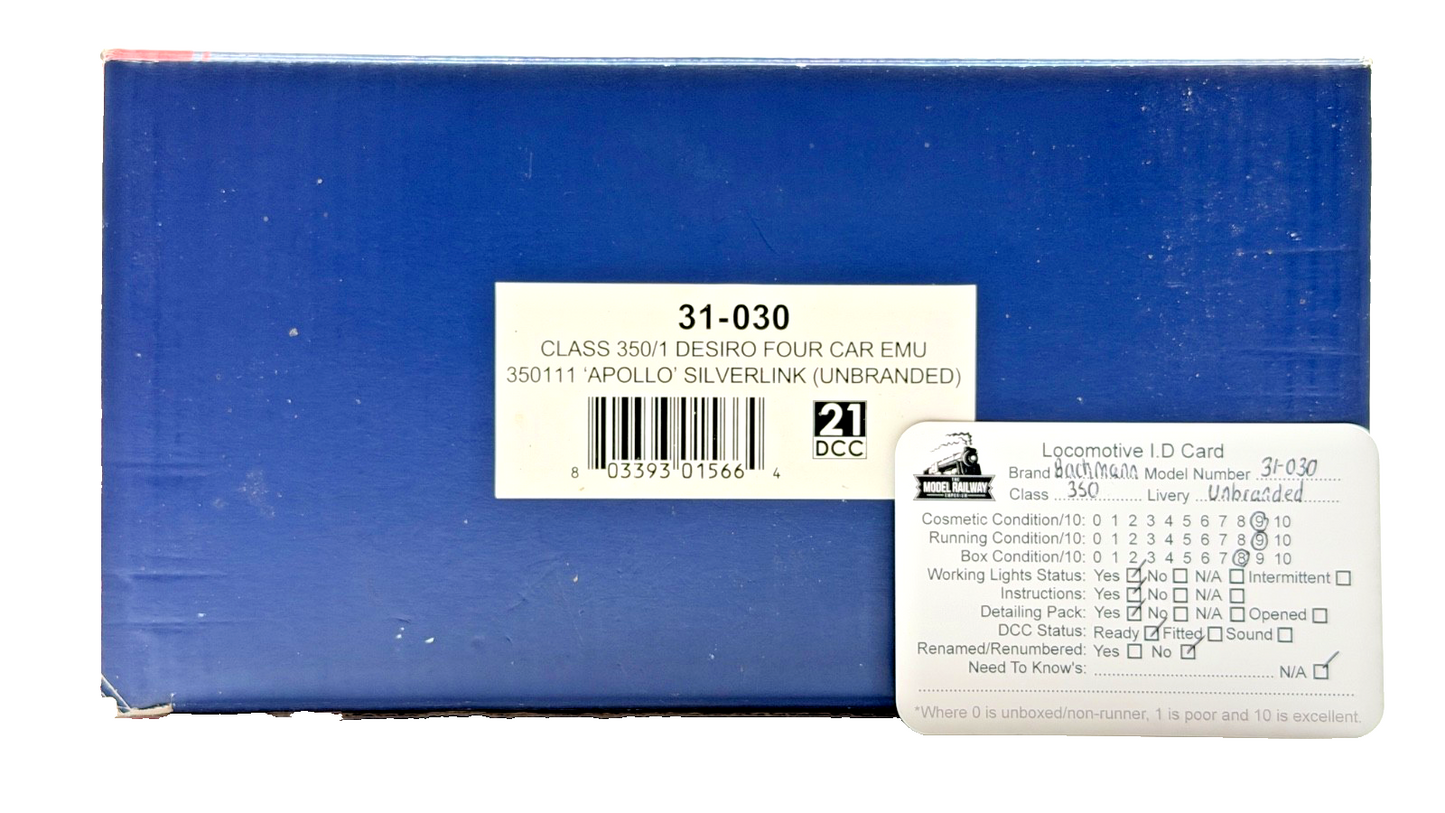 31-030
CLASS 350/1 DESIRO FOUR CAR EMU
350111 ‘APOLLO’ SILVERLINK (UNBRANDED)
21
DCC
8 03393 01566 4
Locomotive I.D Card
Brand Bachmann Model Number 31-030
THE
MODEL RAILWAY
EMPORIUM
Class 350 Livery Unbranded
Cosmetic Condition/10: 0 1 2 3 4 5 6 7 8 9 10
Running Condition/10: 0 1 2 3 4 5 6 7 8 9 10
Box Condition/10: 0 1 2 3 4 5 6 7 8 9 10
Working Lights Status: Yes No N/A Intermittent
Instructions: Yes No N/A
Detailing Pack: Yes No N/A Opened
DCC Status: Ready Fitted Sound
Renamed/Renumbered: Yes No
Need To Know's: N/A
*Where 0 is unboxed/non-runner, 1 is poor and 10 is excellent.